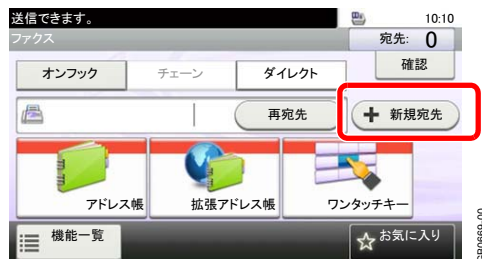 送信できます。 10:10
ファクス 宛先: 0
確認
オンフック チェーン ダイレクト
再宛先 + 新規宛先
アドレス帳 拡張アドレス帳 ワンタッチキー
機能一覧 お気に入り